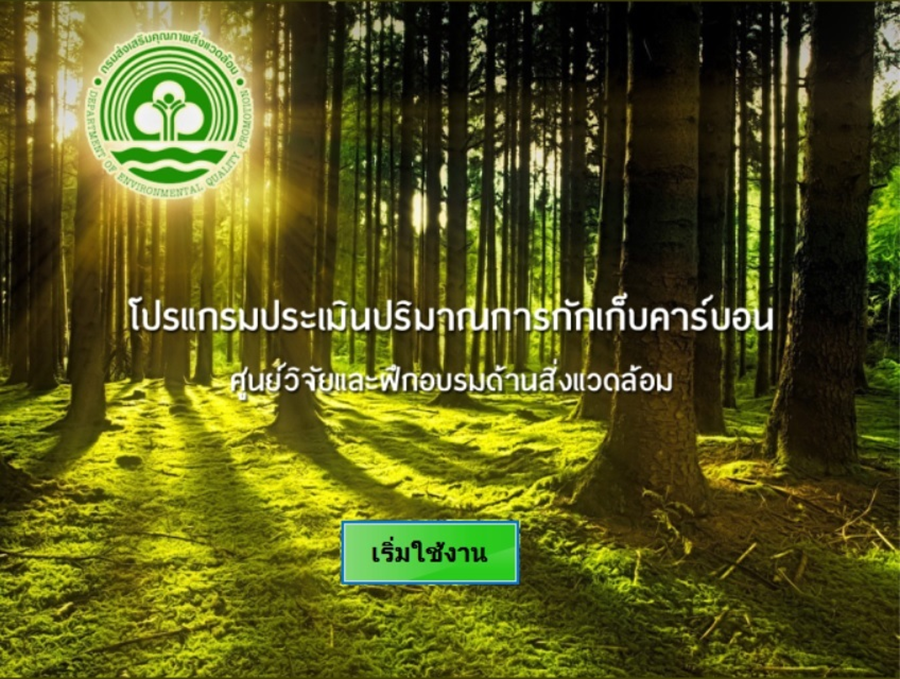 กรมส่งเสริมคุณภาพสิ่งแวดล้อม
DEPARTMENT OF ENVIRONMENTAL QUALITY PROMOTION
โปรแกรมประเมินปริมาณการกักเก็บคาร์บอน
ศูนย์วิจัยและฝึกอบรมด้านสิ่งแวดล้อม
เริ่มใช้งาน